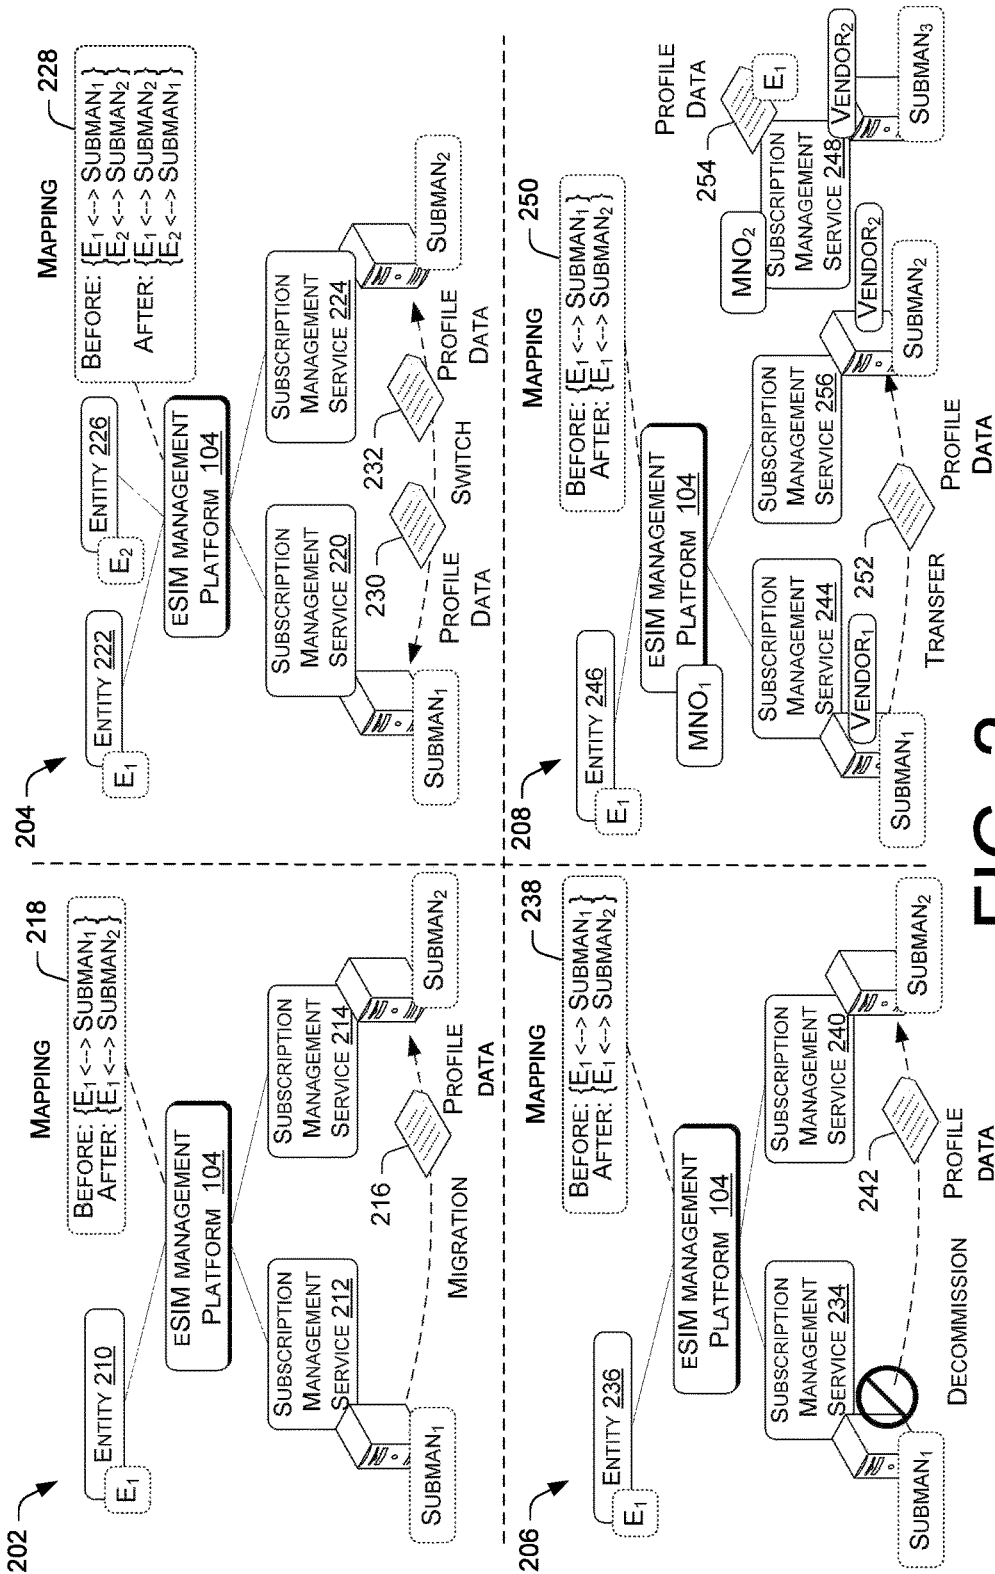 202
ENTITY 210
E1
MAPPING
BEFORE: {E1 <--> SUBMAN1}
AFTER: {E1 <--> SUBMAN2}
218
eSIM MANAGEMENT
PLATFORM 104
SUBSCRIPTION
MANAGEMENT
SERVICE 212
SUBSCRIPTION
MANAGEMENT
SERVICE 214
216
SUBMAN1
SUBMAN2
MIGRATION
PROFILE
DATA
204
ENTITY 222
E1
ENTITY 226
E2
MAPPING
BEFORE: {E1 <--> SUBMAN1}
{E2 <--> SUBMAN2}
AFTER: {E1 <--> SUBMAN2}
{E2 <--> SUBMAN1}
228
eSIM MANAGEMENT
PLATFORM 104
SUBSCRIPTION
MANAGEMENT
SERVICE 220
SUBSCRIPTION
MANAGEMENT
SERVICE 224
230
232
SUBMAN1
SUBMAN2
PROFILE
DATA
SWITCH
PROFILE
DATA
206
ENTITY 236
E1
MAPPING
BEFORE: {E1 <--> SUBMAN1}
AFTER: {E1 <--> SUBMAN2}
238
eSIM MANAGEMENT
PLATFORM 104
SUBSCRIPTION
MANAGEMENT
SERVICE 234
SUBSCRIPTION
MANAGEMENT
SERVICE 240
242
SUBMAN1
SUBMAN2
DECOMMISSION
PROFILE
DATA
208
ENTITY 246
E1
MAPPING
BEFORE: {E1 <--> SUBMAN1}
AFTER: {E1 <--> SUBMAN2}
250
eSIM MANAGEMENT
PLATFORM 104
MNO1
SUBSCRIPTION
MANAGEMENT
SERVICE 244
VENDOR1
SUBMAN1
SUBSCRIPTION
MANAGEMENT
SERVICE 256
VENDOR2
SUBMAN2
252
TRANSFER
PROFILE
DATA
MNO2
SUBSCRIPTION
MANAGEMENT
SERVICE 248
VENDOR2
SUBMAN3
254
PROFILE
DATA
E1